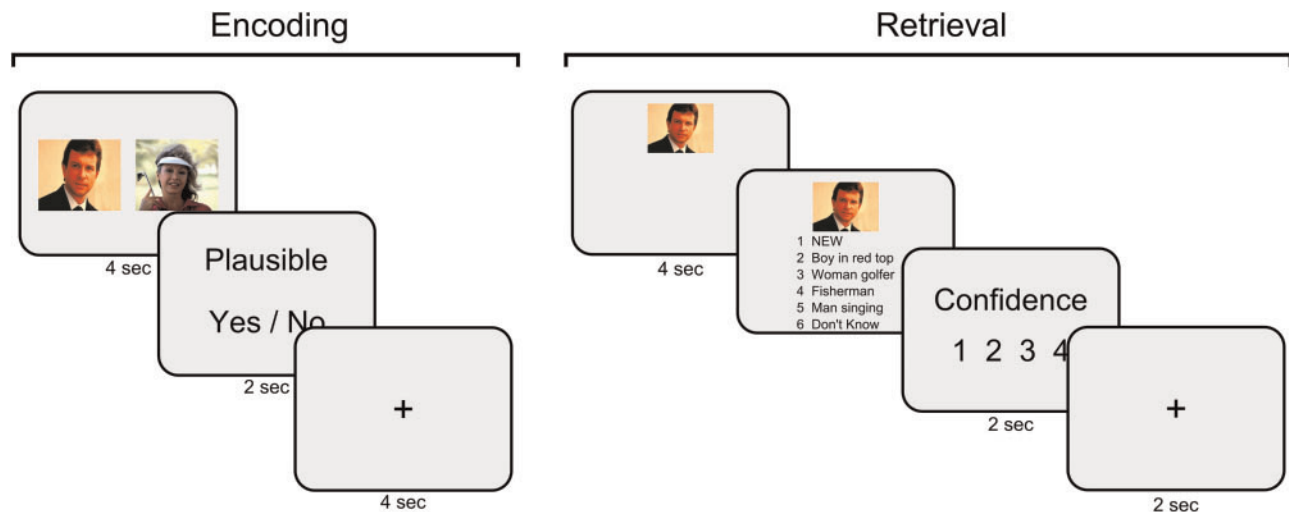 Encoding
Retrieval
4 sec
Plausible
Yes / No
2 sec
+
4 sec
4 sec
1 NEW
2 Boy in red top
3 Woman golfer
4 Fisherman
5 Man singing
6 Don't Know
Confidence
1 2 3 4
2 sec
+
2 sec